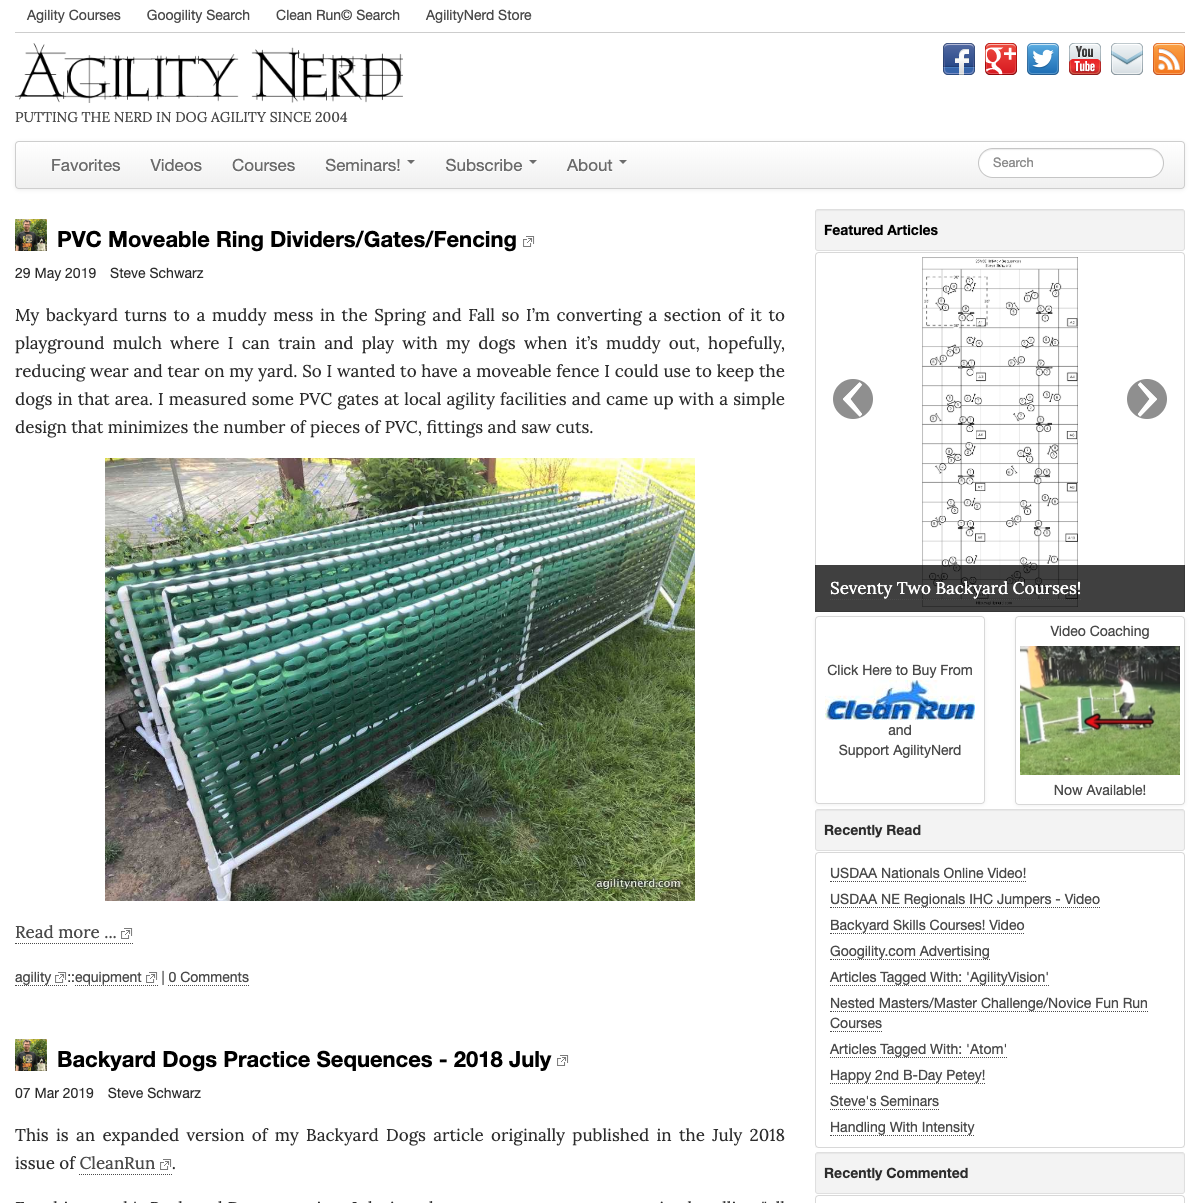 Agility Courses Googility Search Clean Run© Search AgilityNerd Store
AGILITY NERD
PUTTING THE NERD IN DOG AGILITY SINCE 2004
You
Tube
Favorites Videos Courses Seminars! Subscribe About Search
PVC Moveable Ring Dividers/Gates/Fencing
29 May 2019 Steve Schwarz
My backyard turns to a muddy mess in the Spring and Fall so I'm converting a section of it to
playground mulch where I can train and play with my dogs when it's muddy out, hopefully,
reducing wear and tear on my yard. So I wanted to have a moveable fence I could use to keep the
dogs in that area. I measured some PVC gates at local agility facilities and came up with a simple
design that minimizes the number of pieces of PVC, fittings and saw cuts.
agilitynerd.com
Read more ...
agility ::equipment | 0 Comments
Backyard Dogs Practice Sequences - 2018 July
07 Mar 2019 Steve Schwarz
This is an expanded version of my Backyard Dogs article originally published in the July 2018
issue of CleanRun .
Featured Articles
Seventy Two Backyard Courses!
Click Here to Buy From
Clean Run
and
Support AgilityNerd
Video Coaching
Now Available!
Recently Read
USDAA Nationals Online Video!
USDAA NE Regionals IHC Jumpers - Video
Backyard Skills Courses! Video
Googility.com Advertising
Articles Tagged With: 'AgilityVision'
Nested Masters/Master Challenge/Novice Fun Run
Courses
Articles Tagged With: 'Atom'
Happy 2nd B-Day Petey!
Steve's Seminars
Handling With Intensity
Recently Commented